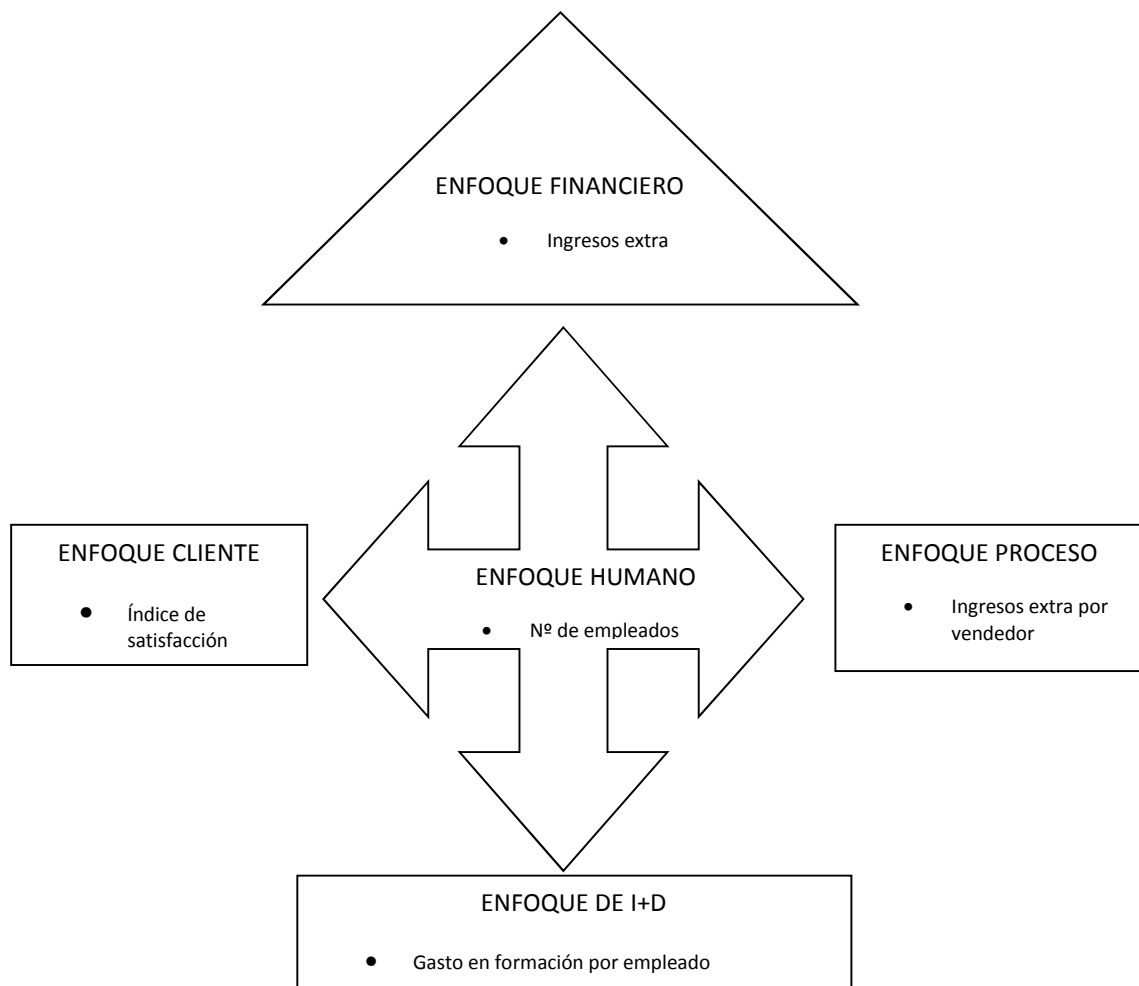 ENFOQUE FINANCIERO
• Ingresos extra
ENFOQUE CLIENTE
• Índice de
satisfacción
ENFOQUE HUMANO
• Nº de empleados
ENFOQUE PROCESO
• Ingresos extra por
vendedor
ENFOQUE DE I+D
• Gasto en formación por empleado